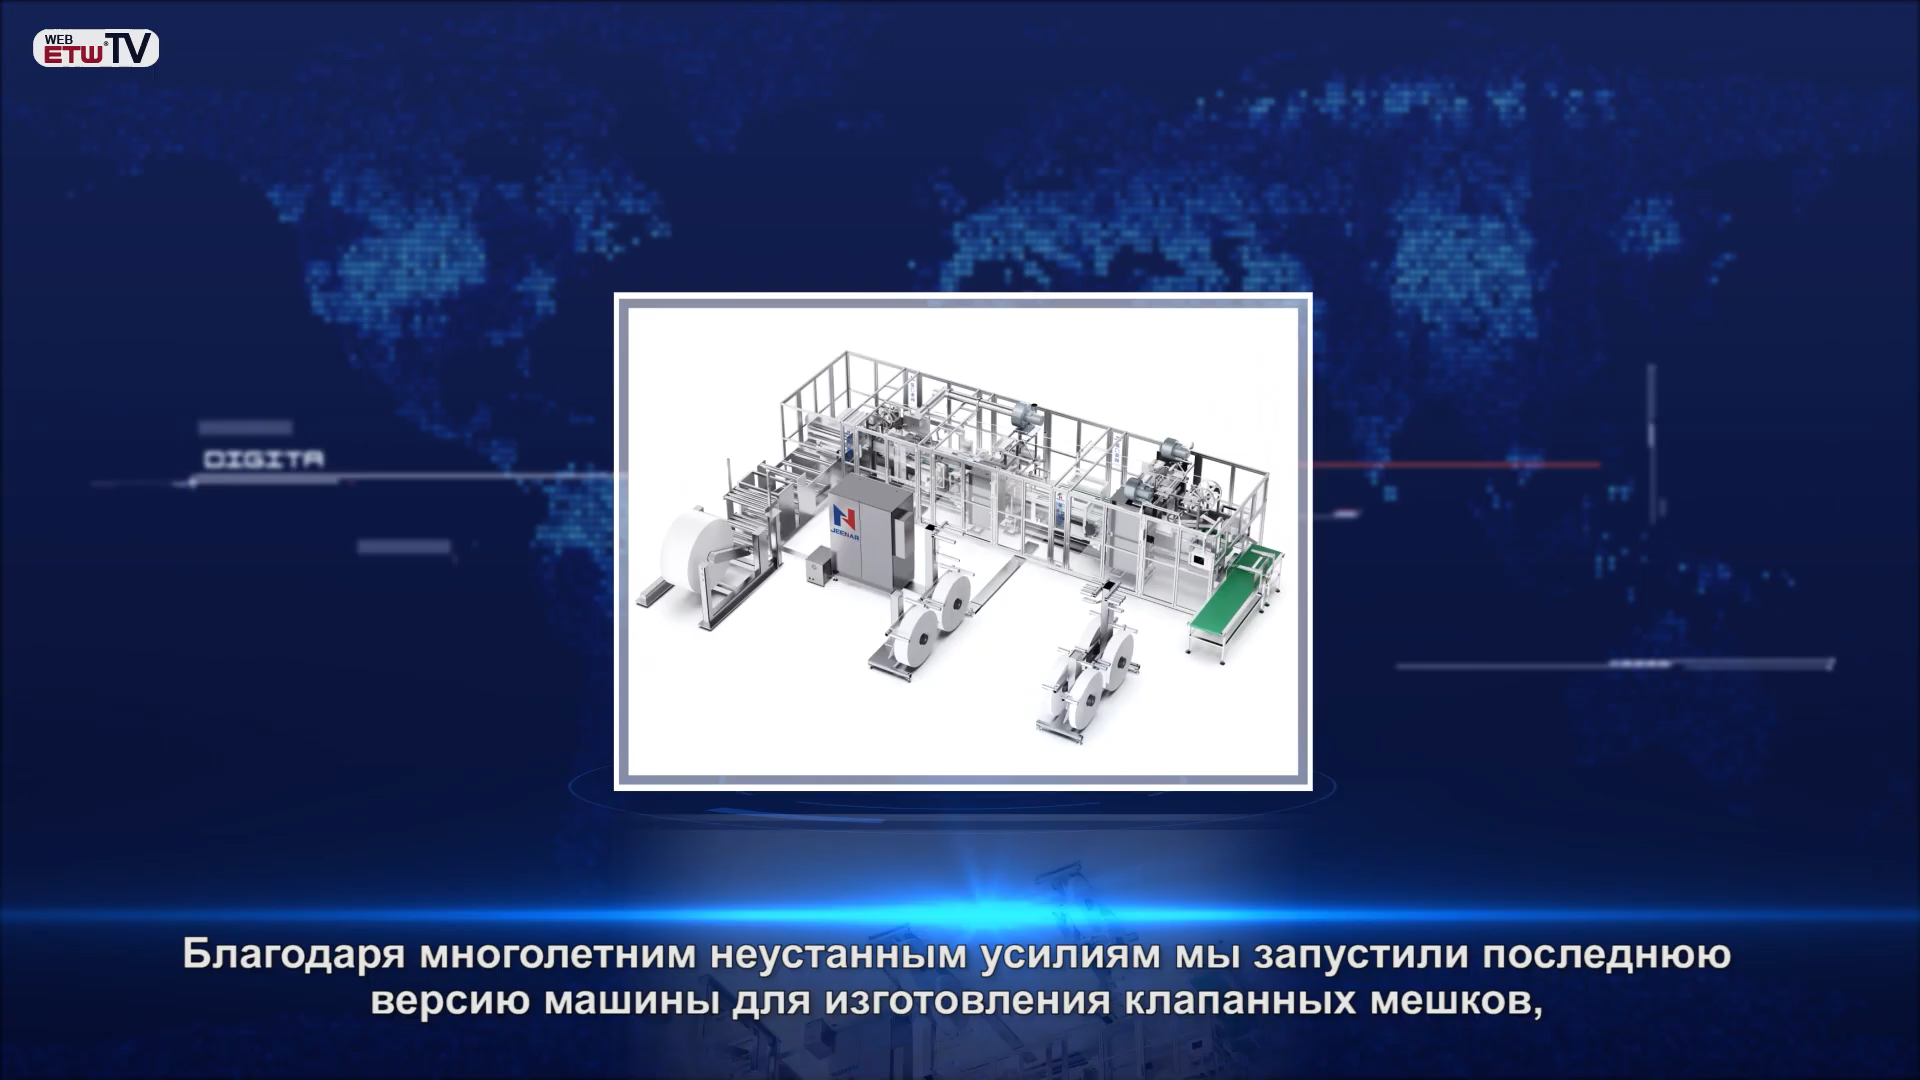 WEB
ETW® TV
DIGITA
JEENAR
Благодаря многолетним неустанным усилиям мы запустили последнюю
версию машины для изготовления клапанных мешков,